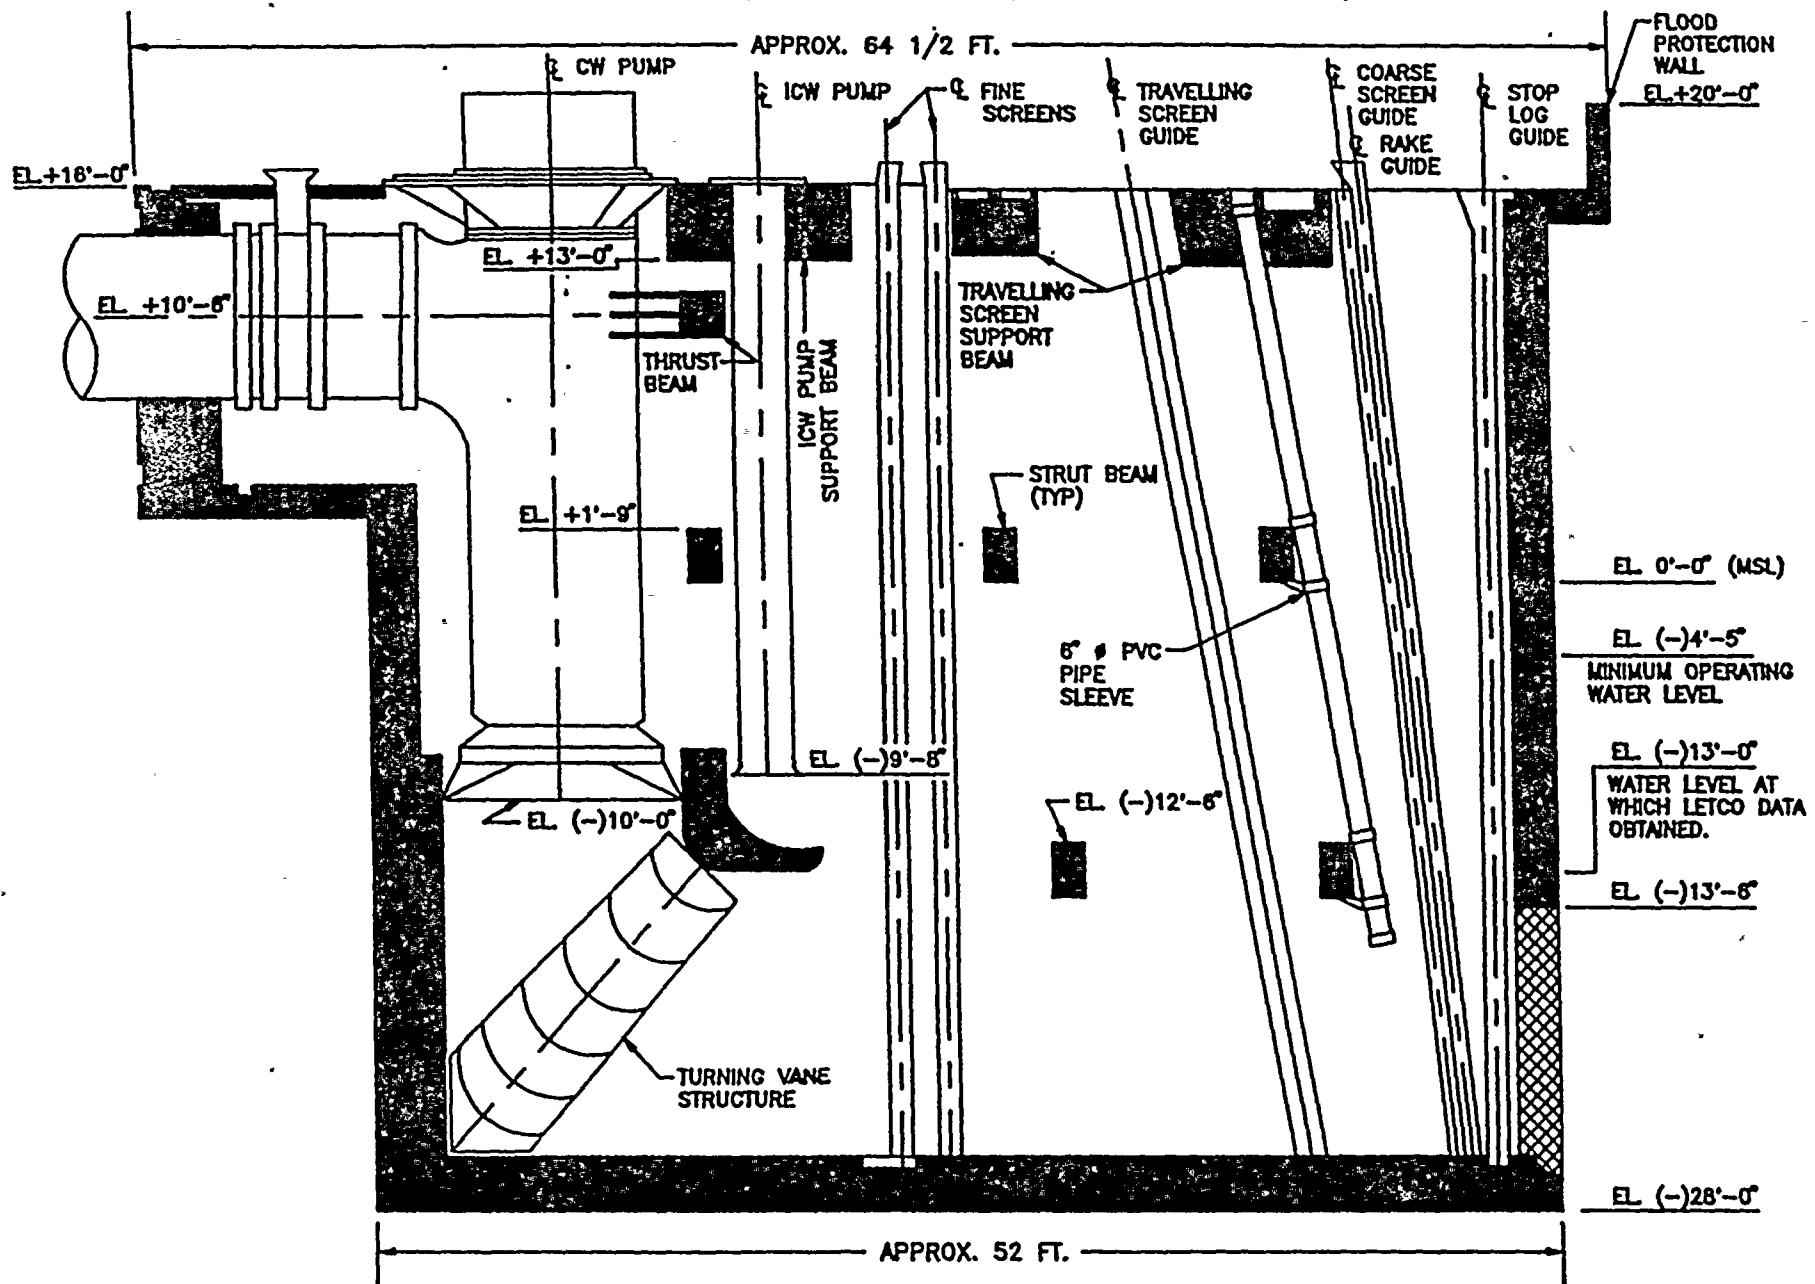 APPROX. 64 1/2 FT.
FLOOD
PROTECTION
WALL
EL.+20'-0"
℄ CW PUMP
℄ ICW PUMP
℄ FINE
SCREENS
℄ TRAVELLING
SCREEN
GUIDE
℄ COARSE
SCREEN
GUIDE
℄ RAKE
GUIDE
℄ STOP
LOG
GUIDE
EL.+16'-0"
EL. +13'-0"
EL. +10'-6"
THRUST
BEAM
ICW PUMP
SUPPORT BEAM
TRAVELLING
SCREEN
SUPPORT
BEAM
STRUT BEAM
(TYP)
EL. +1'-9"
EL. 0'-0" (MSL)
EL. (-)4'-5"
MINIMUM OPERATING
WATER LEVEL
6" ø PVC
PIPE
SLEEVE
EL. (-)9'-8"
EL. (-)13'-0"
WATER LEVEL AT
WHICH LETCO DATA
OBTAINED.
EL. (-)10'-0"
EL. (-)12'-6"
EL. (-)13'-6"
TURNING VANE
STRUCTURE
EL. (-)28'-0"
APPROX. 52 FT.